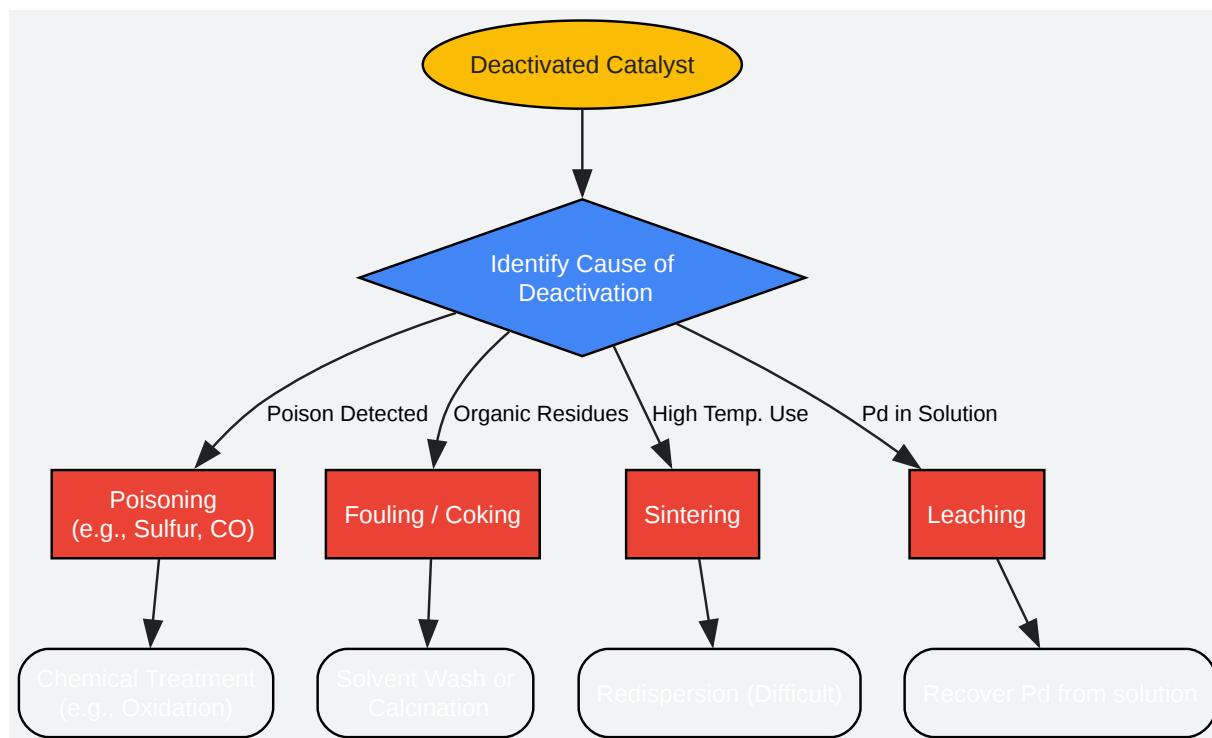 Deactivated Catalyst
Identify Cause of
Deactivation
Poison Detected
Organic Residues
High Temp. Use
Pd in Solution
Poisoning
(e.g., Sulfur, CO)
Fouling / Coking
Sintering
Leaching
Chemical Treatment
(e.g., Oxidation)
Solvent Wash or
Calcination
Redispersion (Difficult)
Recover Pd from solution